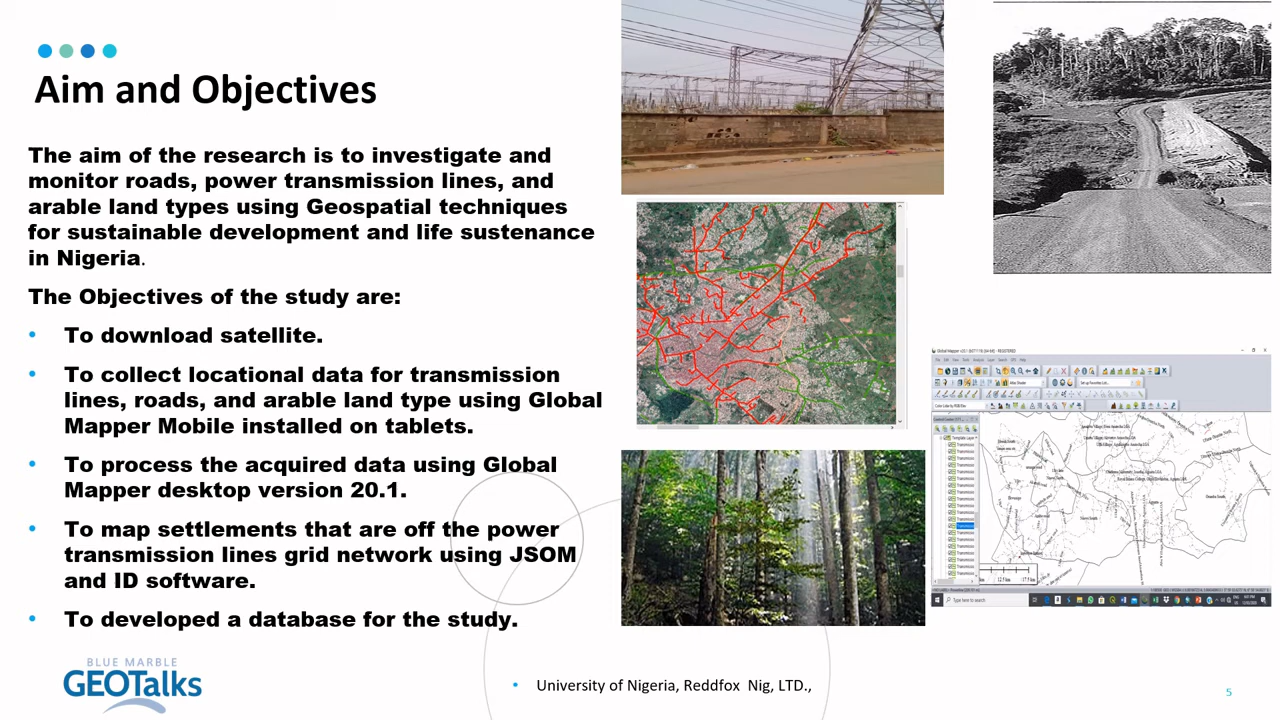 Aim and Objectives
The aim of the research is to investigate and
monitor roads, power transmission lines, and
arable land types using Geospatial techniques
for sustainable development and life sustenance
in Nigeria.
The Objectives of the study are:
• To download satellite.
• To collect locational data for transmission
lines, roads, and arable land type using Global
Mapper Mobile installed on tablets.
• To process the acquired data using Global
Mapper desktop version 20.1.
• To map settlements that are off the power
transmission lines grid network using JSOM
and ID software.
• To developed a database for the study.
BLUE MARBLE
GEOTalks
• University of Nigeria, Reddfox Nig, LTD.,
5
Type here to search